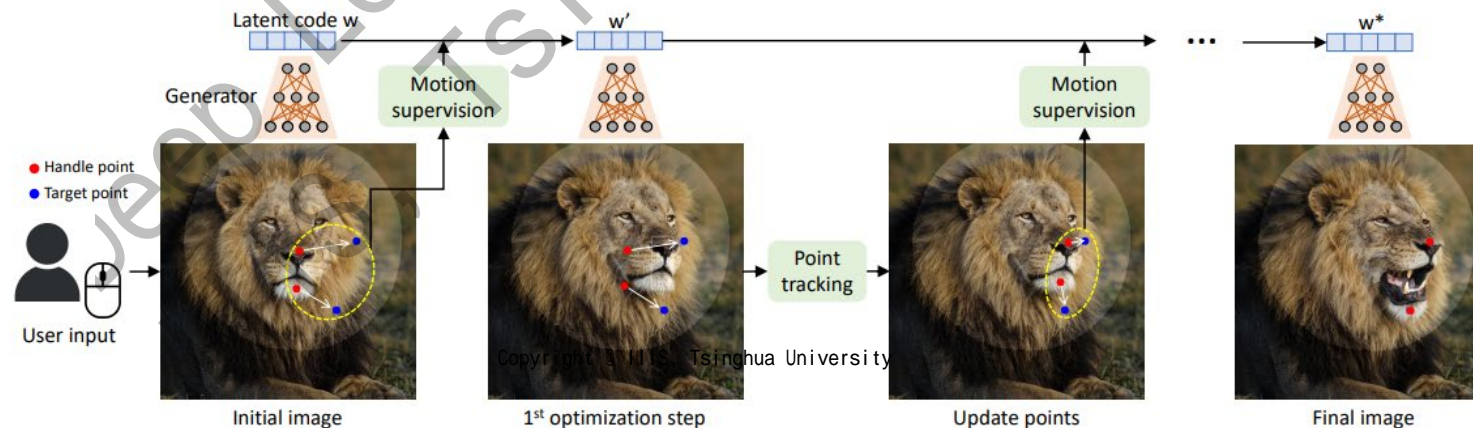 Latent code w
w'
...
w*
Generator
Motion
supervision
Motion
supervision
Handle point
Target point
User input
Point
tracking
Initial image
1st optimization step
Update points
Final image
Tsinghua University
Copyright
Deep